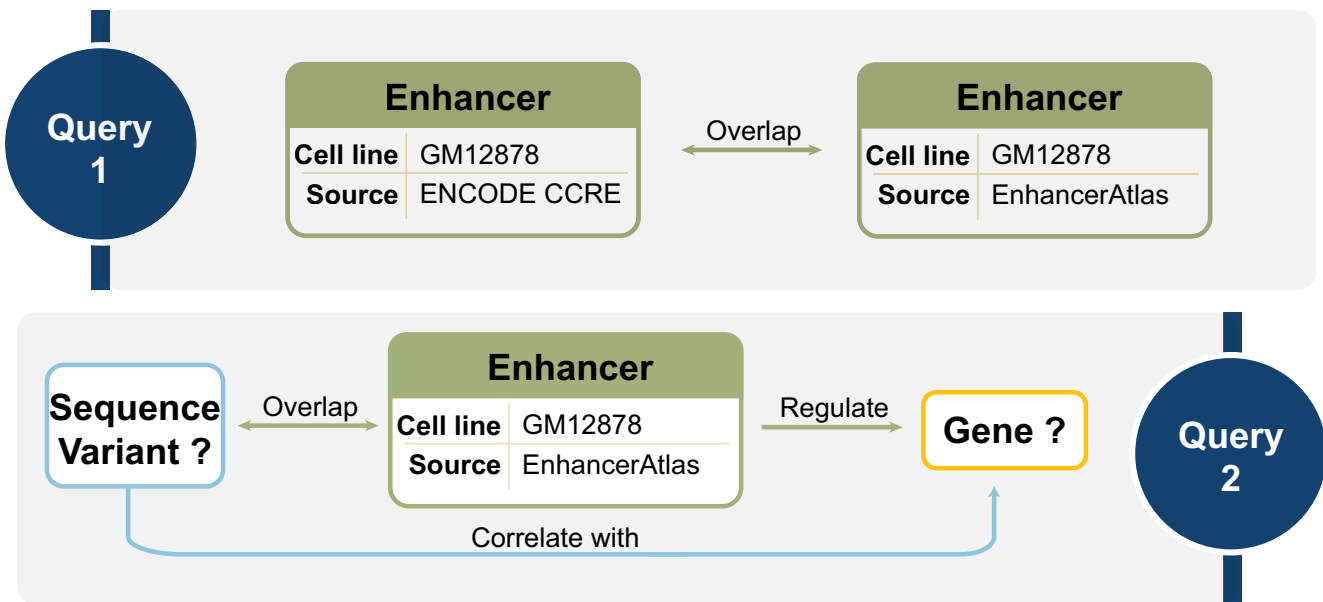 Query
1
Enhancer
Cell line GM12878
Source ENCODE CCRE
Overlap
Enhancer
Cell line GM12878
Source EnhancerAtlas
Sequence
Variant ?
Overlap
Enhancer
Cell line GM12878
Source EnhancerAtlas
Regulate
Gene ?
Correlate with
Query
2